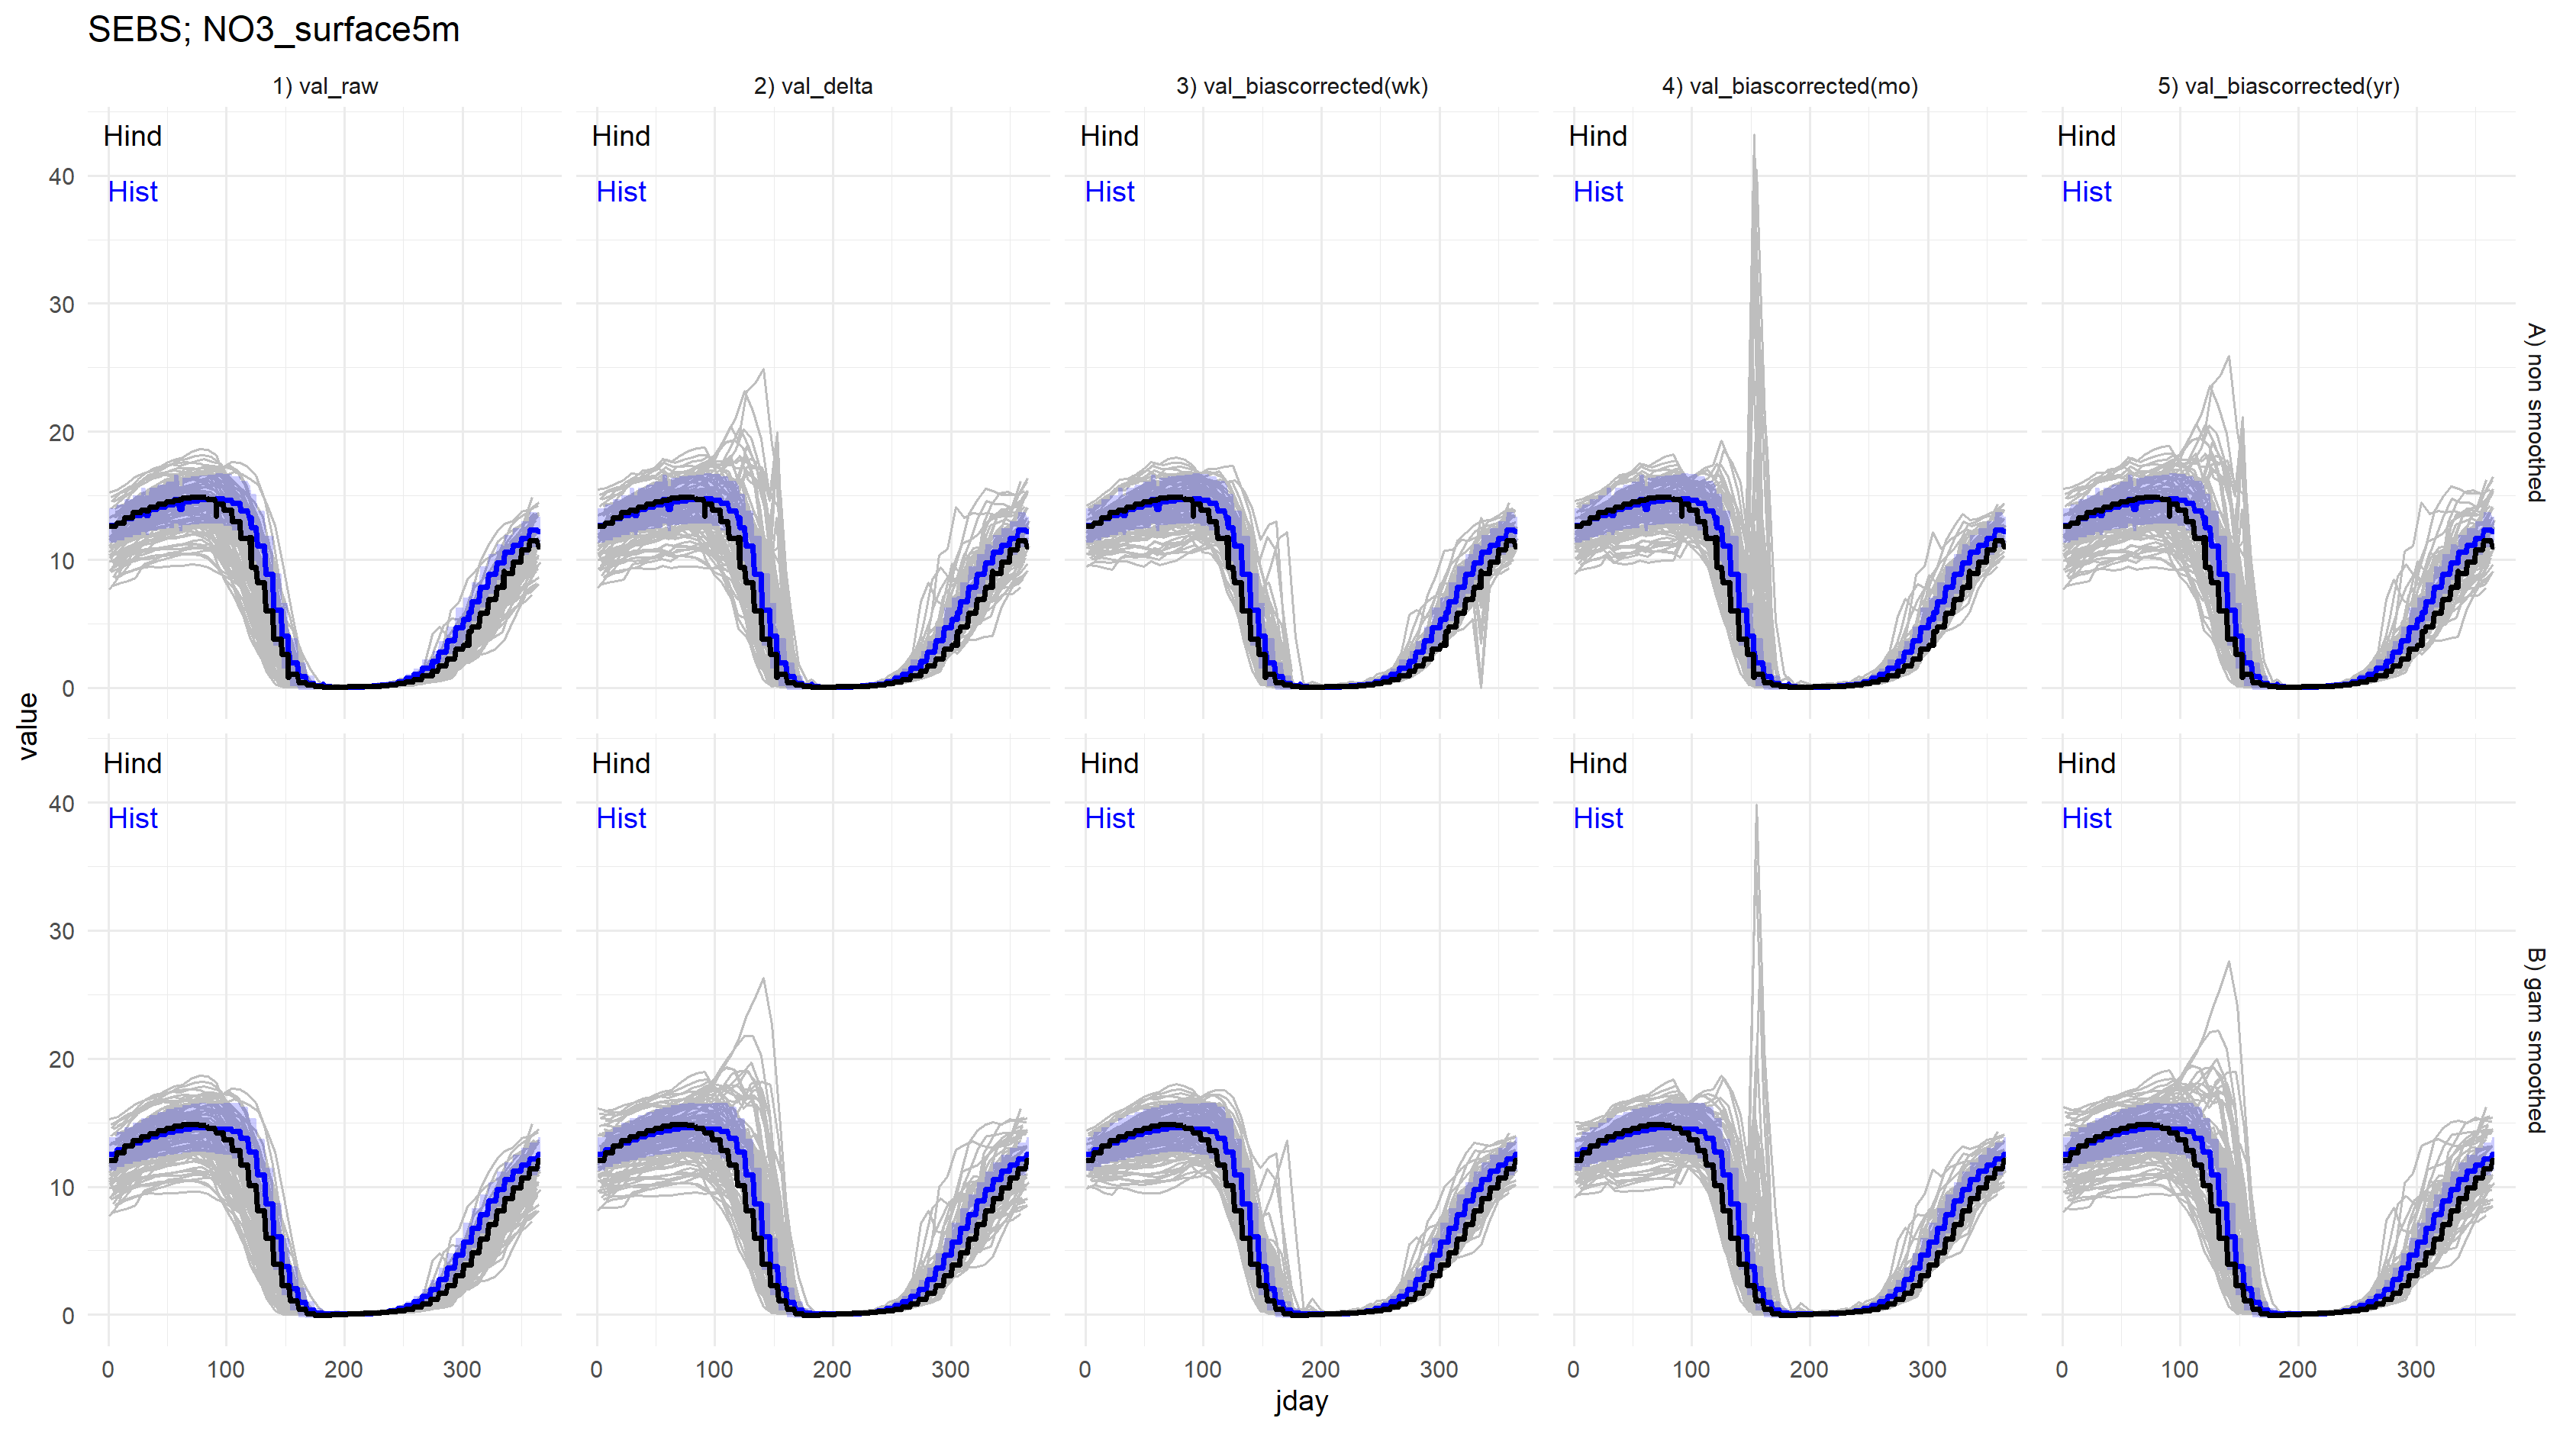 SEBS; NO3_surface5m
1) val_raw
2) val_delta
3) val_biascorrected(wk)
4) val_biascorrected(mo)
5) val_biascorrected(yr)
Hind
Hist
Hind
Hist
Hind
Hist
Hind
Hist
Hind
Hist
40
30
20
10
0
A) non smoothed
value
Hind
Hist
Hind
Hist
Hind
Hist
Hind
Hist
Hind
Hist
40
30
20
10
0
B) gam smoothed
0 100 200 300
0 100 200 300
0 100 200 300
0 100 200 300
0 100 200 300
jday